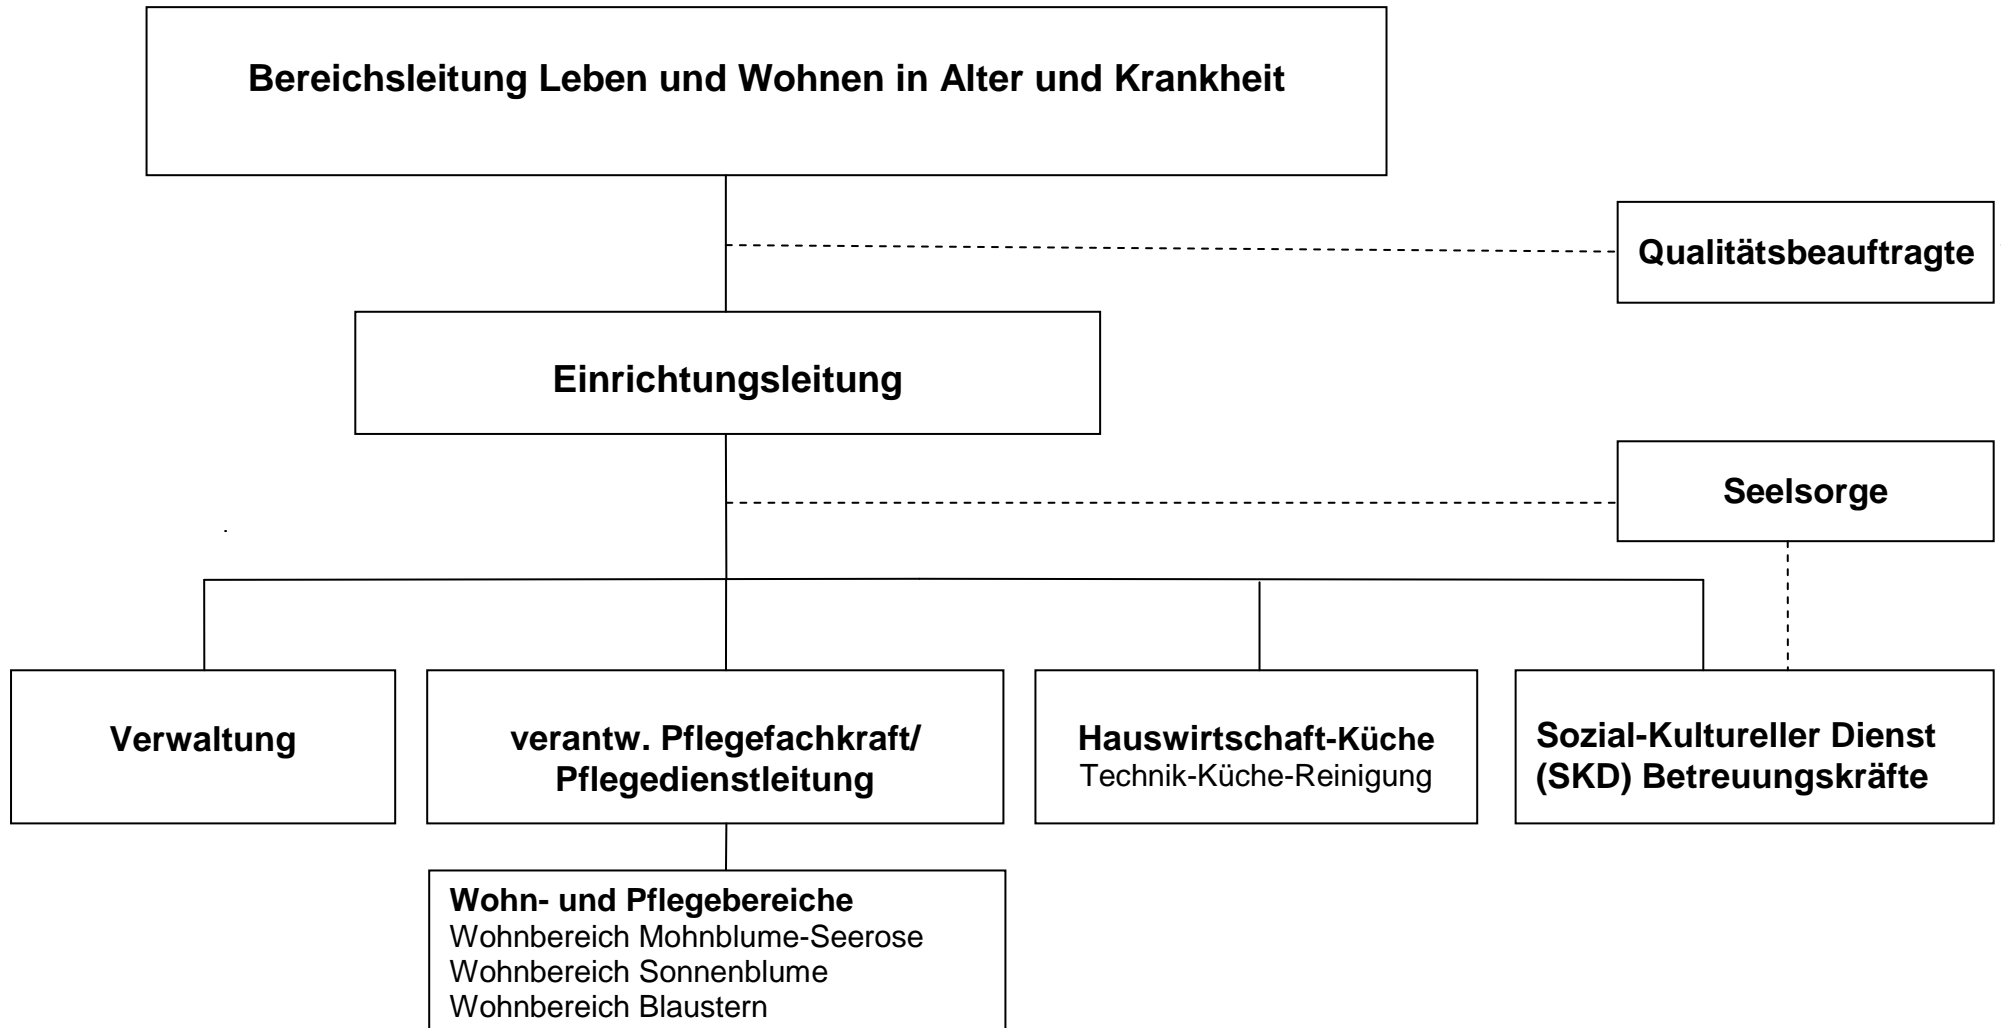 Bereichsleitung Leben und Wohnen in Alter und Krankheit
Qualitätsbeauftragte
Einrichtungsleitung
Seelsorge
Verwaltung
verantw. Pflegefachkraft/
Pflegedienstleitung
Hauswirtschaft-Küche
Technik-Küche-Reinigung
Sozial-Kultureller Dienst
(SKD) Betreuungskräfte
Wohn- und Pflegebereiche
Wohnbereich Mohnblume-Seerose
Wohnbereich Sonnenblume
Wohnbereich Blaustern